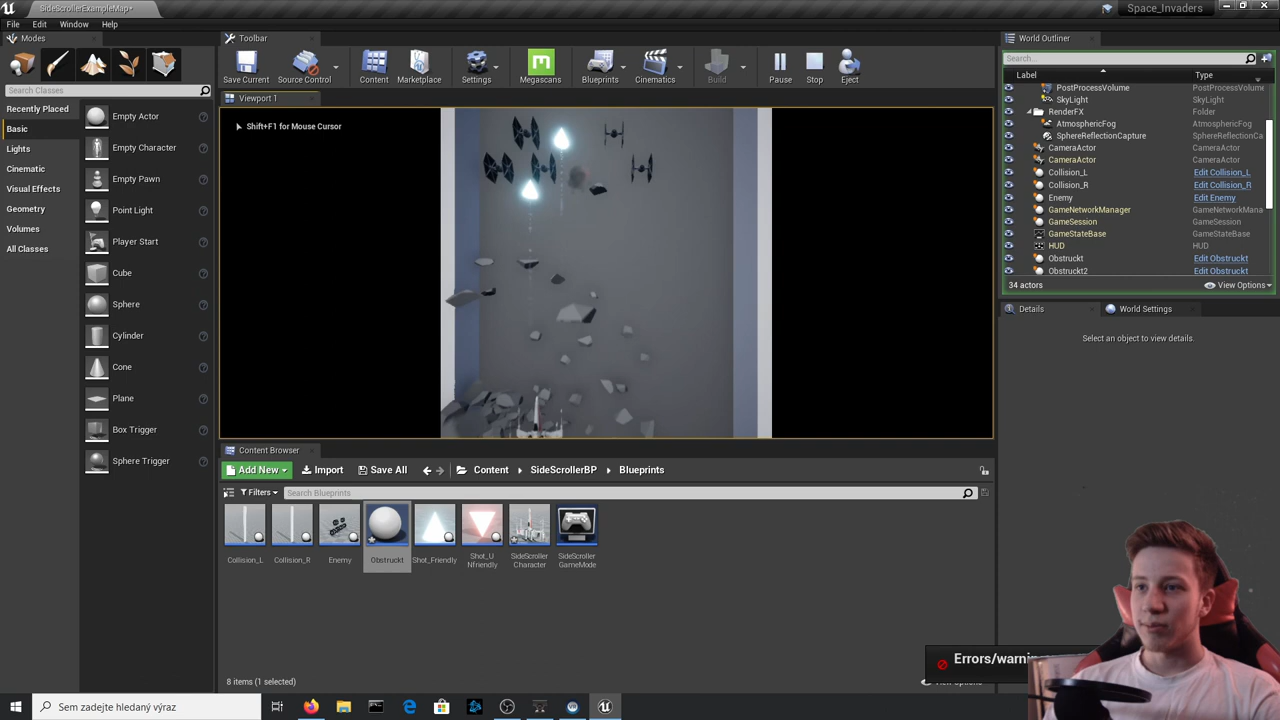 SideScrollerExampleMap*
Space_Invaders
File Edit Window Help
Modes
Toolbar
World Outliner
Save Current
Source Control
Content
Marketplace
Settings
Megascans
Blueprints
Cinematics
Build
Pause
Stop
Eject
Search Classes
Search...
Label
Type
Viewport 1
Shift+F1 for Mouse Cursor
Recently Placed
Basic
Lights
Cinematic
Visual Effects
Geometry
Volumes
All Classes
Empty Actor
Empty Character
Empty Pawn
Point Light
Player Start
Cube
Sphere
Cylinder
Cone
Plane
Box Trigger
Sphere Trigger
PostProcessVolume PostProcessVolume
SkyLight SkyLight
RenderFX Folder
AtmosphericFog AtmosphericFog
SphereReflectionCapture SphereReflectionCa
CameraActor CameraActor
CameraActor CameraActor
Collision_L Edit Collision_L
Collision_R Edit Collision_R
Enemy Edit Enemy
GameNetworkManager GameNetworkMana
GameSession GameSession
GameStateBase GameStateBase
HUD HUD
Obstruckt Edit Obstruckt
Obstruckt2 Edit Obstruckt
34 actors
View Options
Details
World Settings
Select an object to view details.
Content Browser
Add New
Import
Save All
Content
SideScrollerBP
Blueprints
Filters
Search Blueprints
Collision_L
Collision_R
Enemy
Obstruckt
Shot_Friendly
Shot_U
Nfriendly
SideScroller
Character
SideScroller
GameMode
8 items (1 selected)
Sem zadejte hledaný výraz